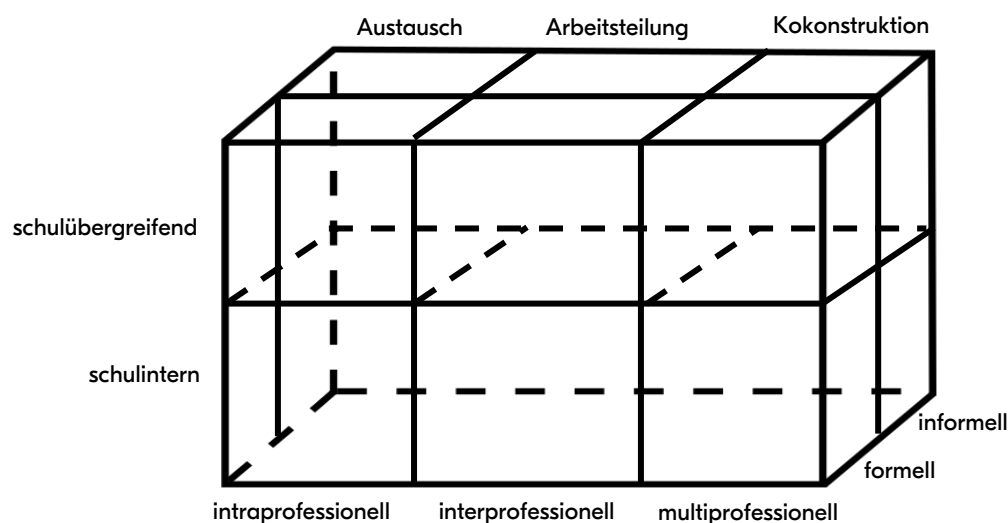 Austausch
Arbeitsteilung
Kokonstruktion
schulübergreifend
schulintern
informell
formell
intraprofessionell
interprofessionell
multiprofessionell